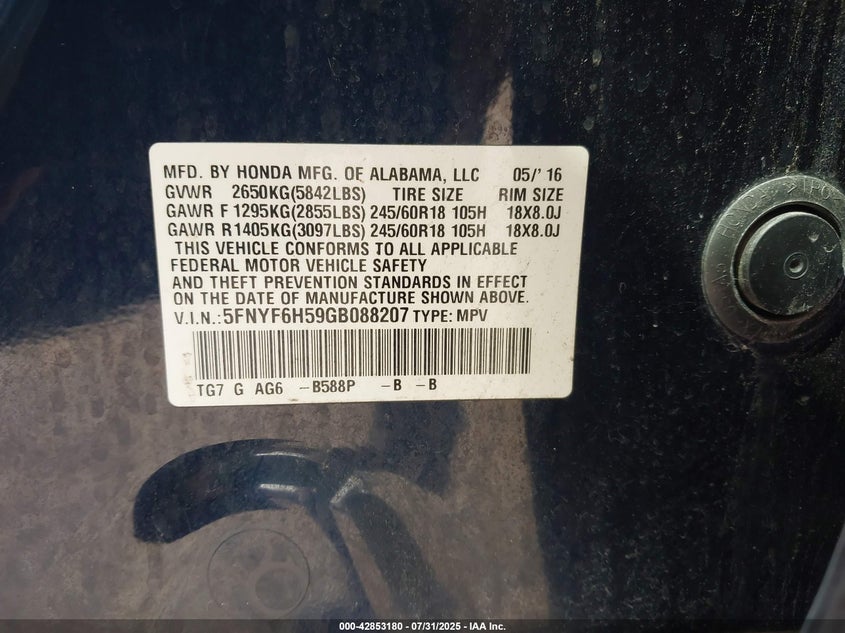 MFD. BY HONDA MFG. OF ALABAMA, LLC 05/' 16
GVWR 2650KG(5842LBS) TIRE SIZE RIM SIZE
GAWR F 1295KG(2855LBS) 245/60R18 105H 18X8.0J
GAWR R 1405KG(3097LBS) 245/60R18 105H 18X8.0J
THIS VEHICLE CONFORMS TO ALL APPLICABLE
FEDERAL MOTOR VEHICLE SAFETY
AND THEFT PREVENTION STANDARDS IN EFFECT
ON THE DATE OF MANUFACTURE SHOWN ABOVE.
V.I.N.: 5FNYF6H59GB088207 TYPE: MPV
TG7 G AG6 -B588P -B -B
000-42853180 / 07/31/2025 - IAA Inc.